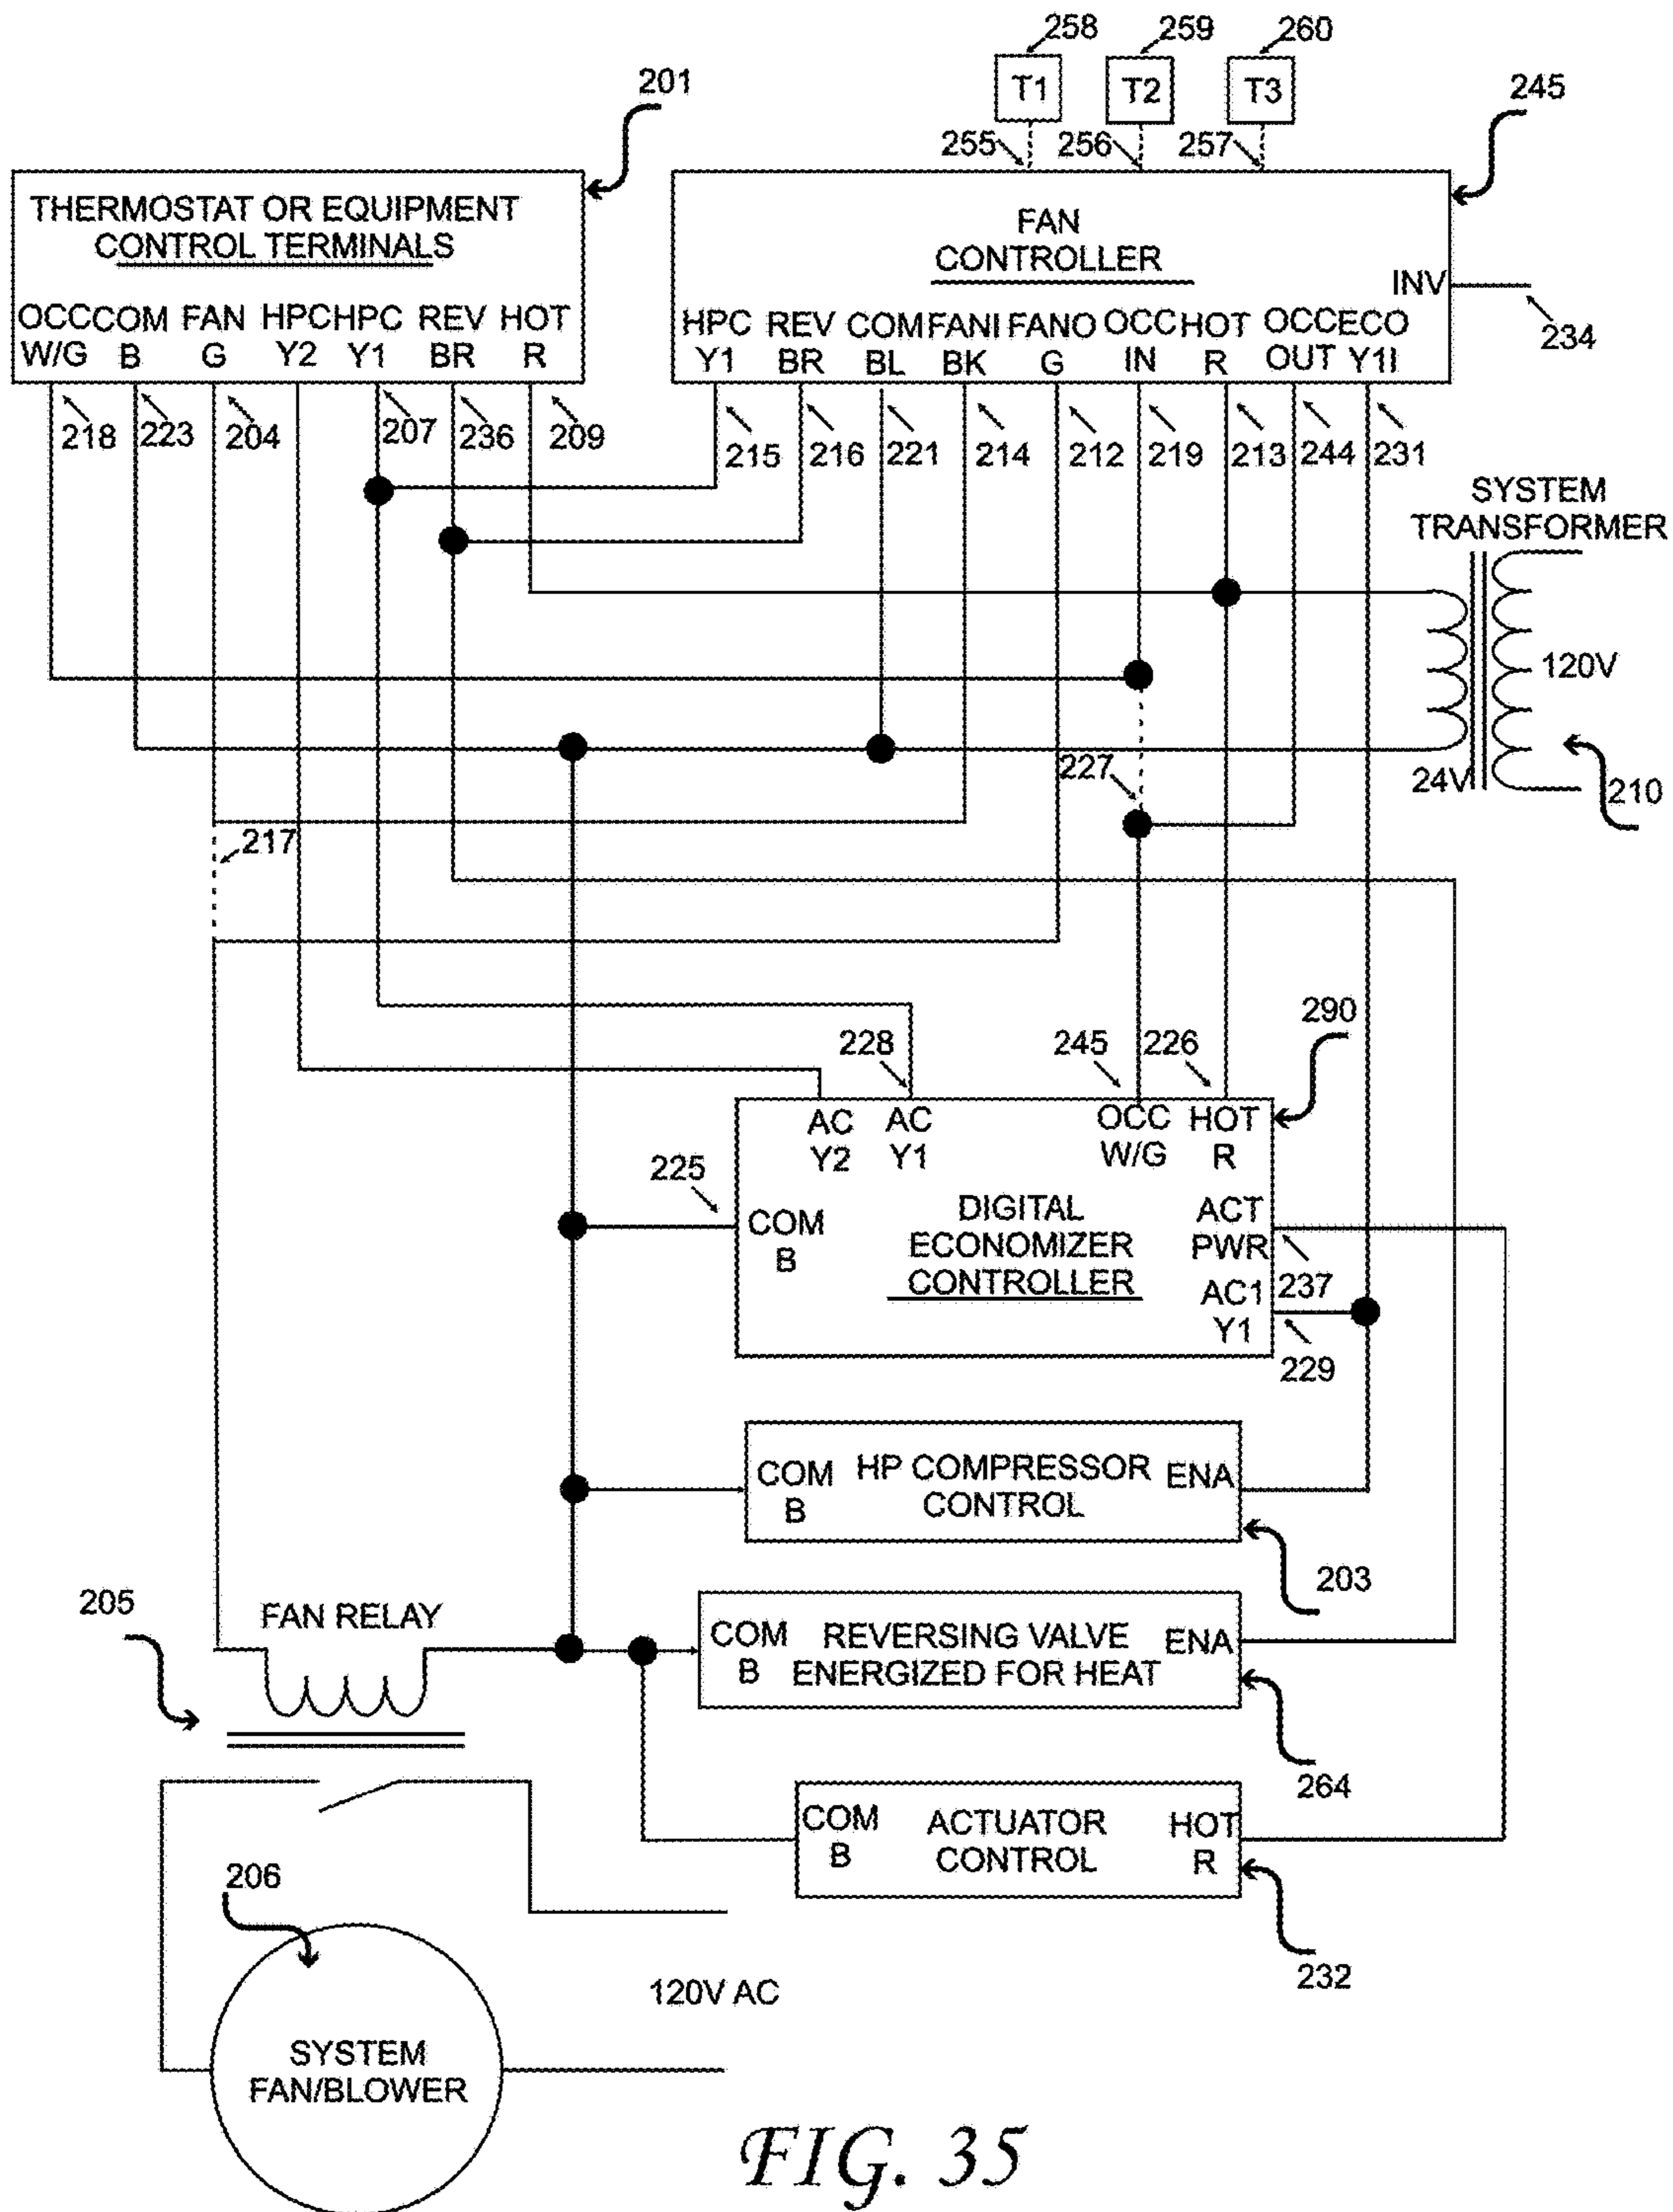 258 259 260
T1 T2 T3
201 245
255 256 257
THERMOSTAT OR EQUIPMENT
CONTROL TERMINALS
OCC COM FAN HPC HPC REV HOT
W/G B G Y2 Y1 BR R
FAN
CONTROLLER
INV
HPC REV COM FANI FANO OCC HOT OCC ECO
Y1 BR BL BK G IN R OUT Y1I
234
218 223 204 207 236 209
215 216 221 214 212 219 213 244 231
SYSTEM
TRANSFORMER
120V
24V
210
227
217
290
228 245 226
AC AC OCC HOT
Y2 Y1 W/G R
225
COM
B
DIGITAL
ECONOMIZER
CONTROLLER
ACT
PWR
237
AC1
Y1
229
COM
B
HP COMPRESSOR
CONTROL
ENA
203
205
FAN RELAY
COM
B
REVERSING VALVE
ENERGIZED FOR HEAT
ENA
264
COM
B
ACTUATOR
CONTROL
HOT
R
232
206
120V AC
SYSTEM
FAN/BLOWER
FIG. 35